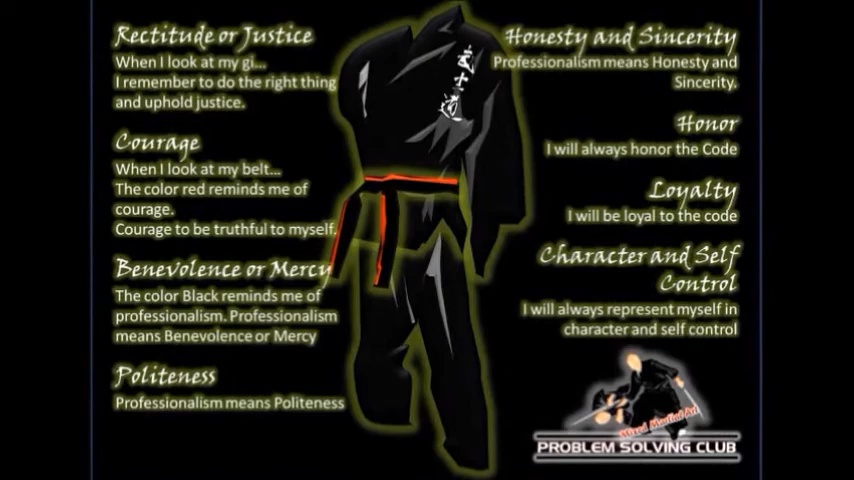 Rectitude or Justice
When I look at my gi...
I remember to do the right thing
and uphold justice.
Courage
When I look at my belt...
The color red reminds me of
courage.
Courage to be truthful to myself.
Benevolence or Mercy
The color Black reminds me of
professionalism. Professionalism
means Benevolence or Mercy
Politeness
Professionalism means Politeness
武士道
Honesty and Sincerity
Professionalism means Honesty and
Sincerity.
Honor
I will always honor the Code
Loyalty
I will be loyal to the code
Character and Self
Control
I will always represent myself in
character and self control
Mixed Martial Art
PROBLEM SOLVING CLUB